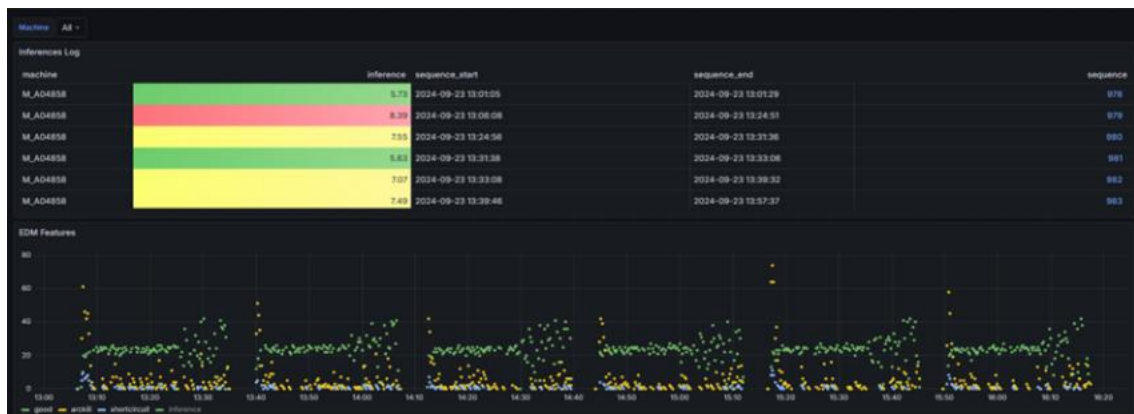 Machine All
Inferences Log
machine inference sequence_start sequence_end sequence
M_A04858 5.73 2024-09-23 13:01:05 2024-09-23 13:01:29 978
M_A04858 8.39 2024-09-23 13:08:08 2024-09-23 13:24:51 979
M_A04858 7.55 2024-09-23 13:24:56 2024-09-23 13:31:36 980
M_A04858 5.63 2024-09-23 13:31:38 2024-09-23 13:33:06 981
M_A04858 7.07 2024-09-23 13:33:08 2024-09-23 13:39:32 982
M_A04858 7.49 2024-09-23 13:39:46 2024-09-23 13:57:37 983
EDM Features
80
60
40
20
0
13:00 13:10 13:20 13:30 13:40 13:50 14:00 14:10 14:20 14:30 14:40 14:50 15:00 15:10 15:20 15:30 15:40 15:50 16:00 16:10 16:20
good arckill shortcircuit inference